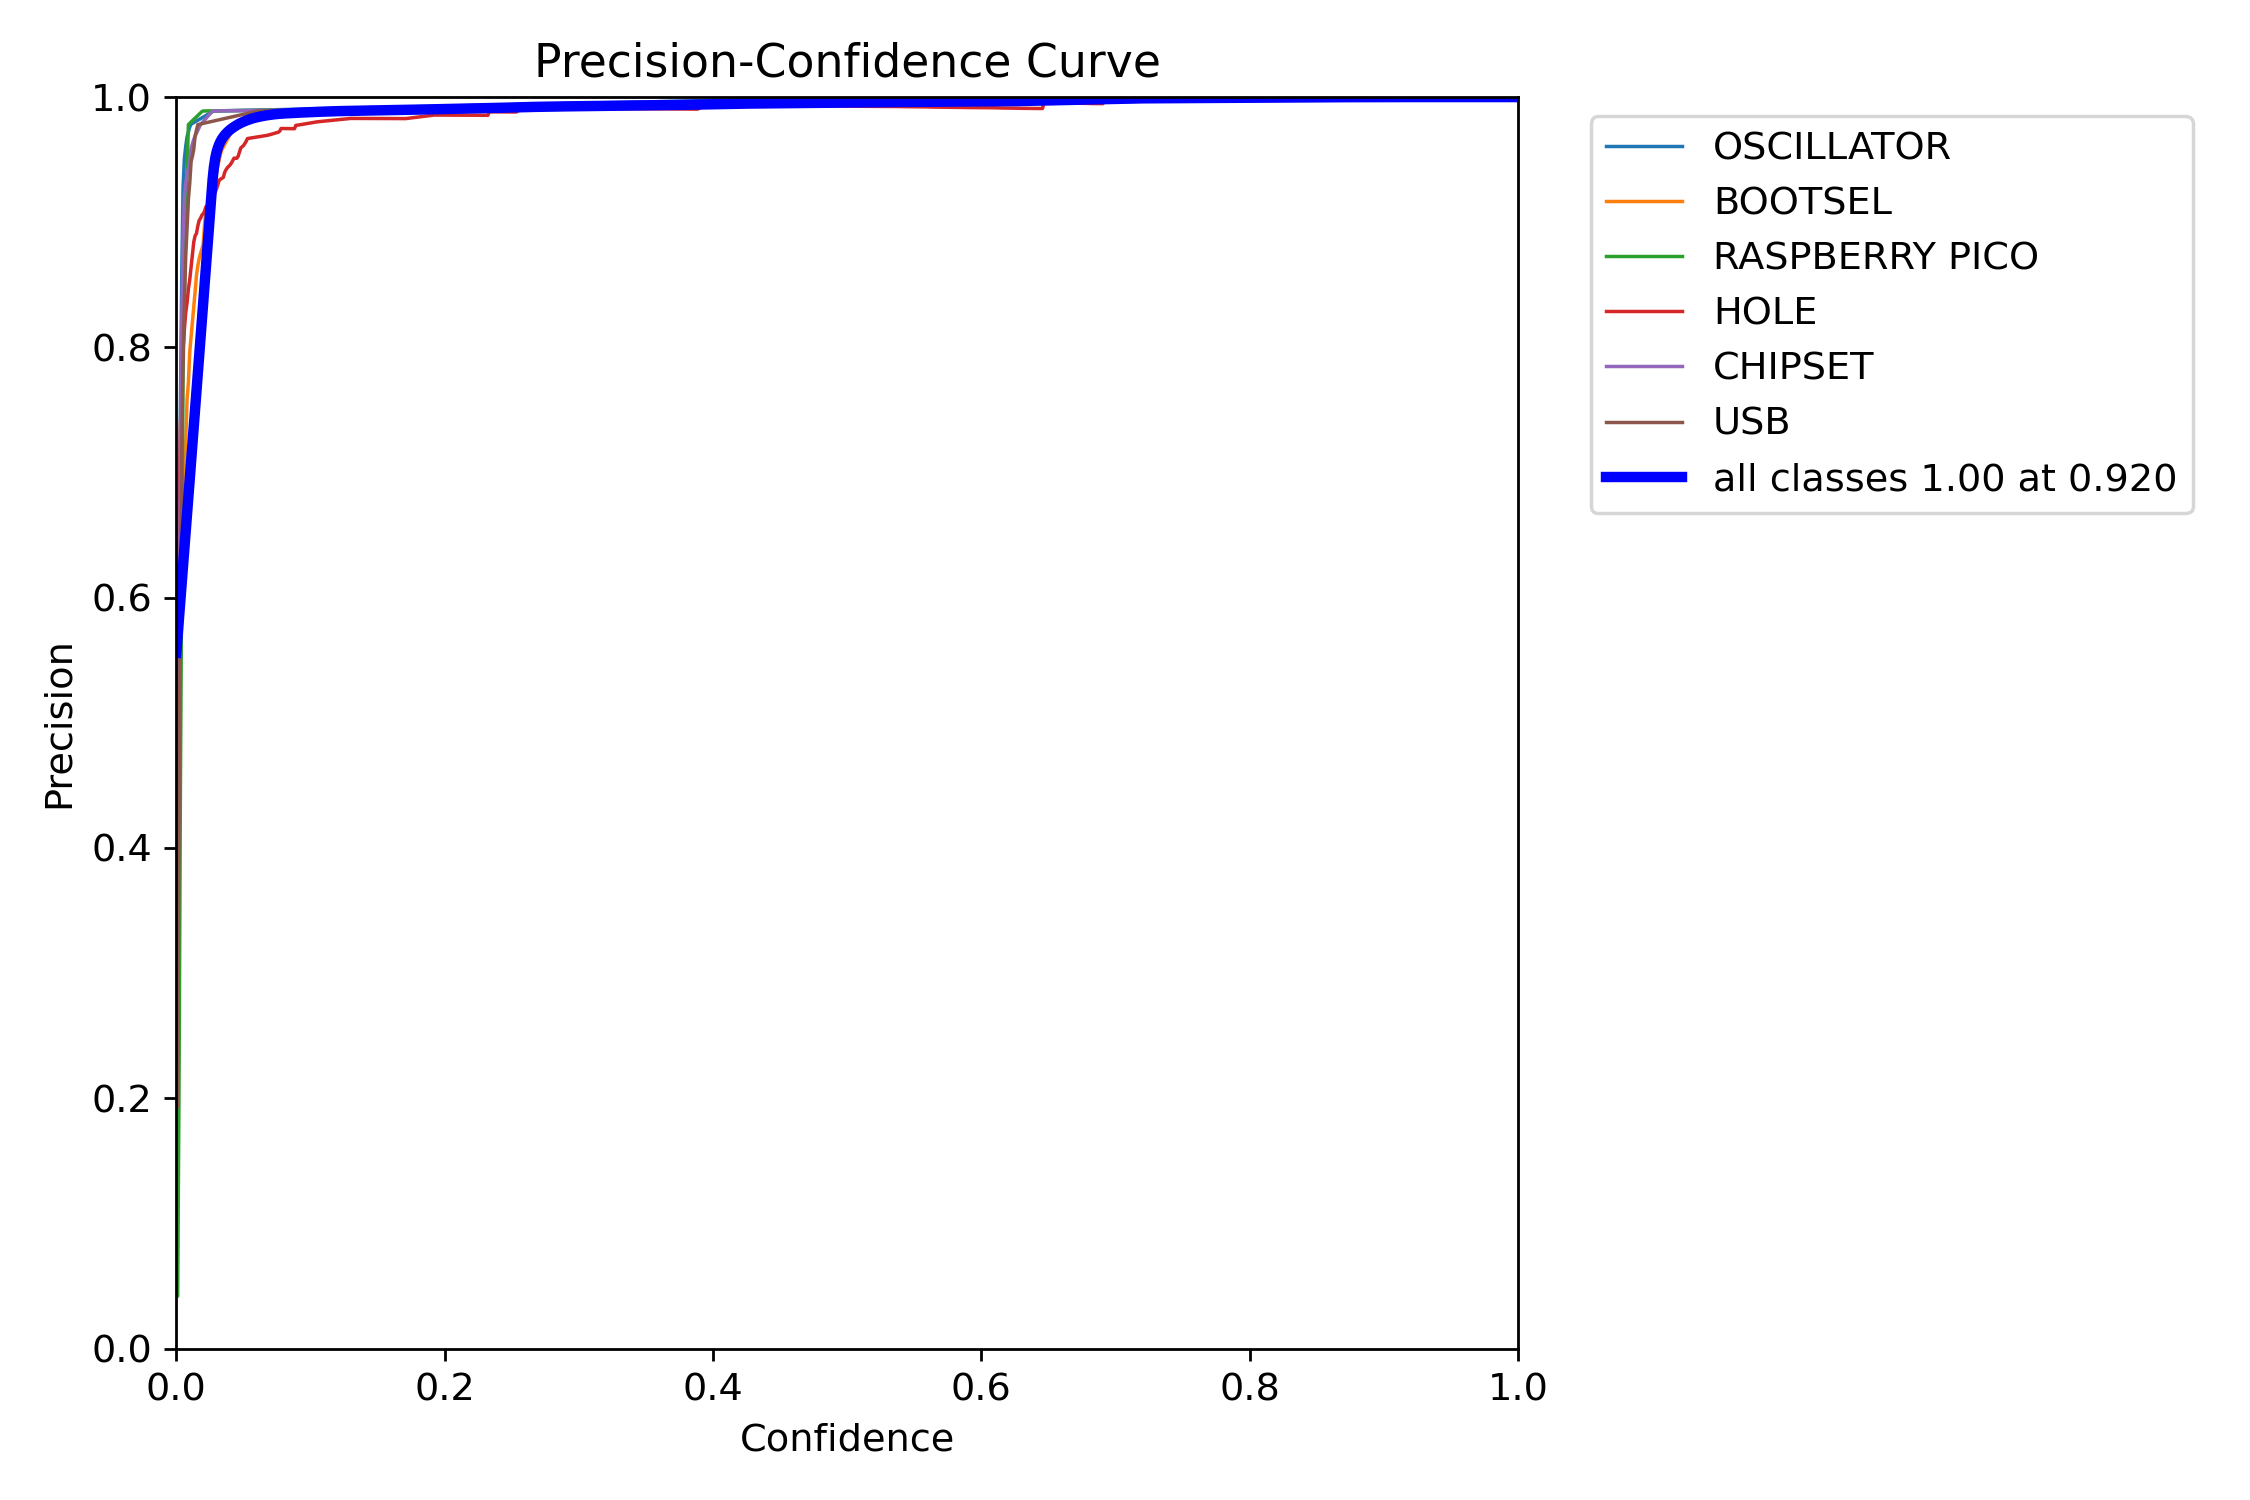 Precision-Confidence Curve
1.0
0.8
0.6
0.4
0.2
0.0
Precision
0.0 0.2 0.4 0.6 0.8 1.0
Confidence
OSCILLATOR
BOOTSEL
RASPBERRY PICO
HOLE
CHIPSET
USB
all classes 1.00 at 0.920